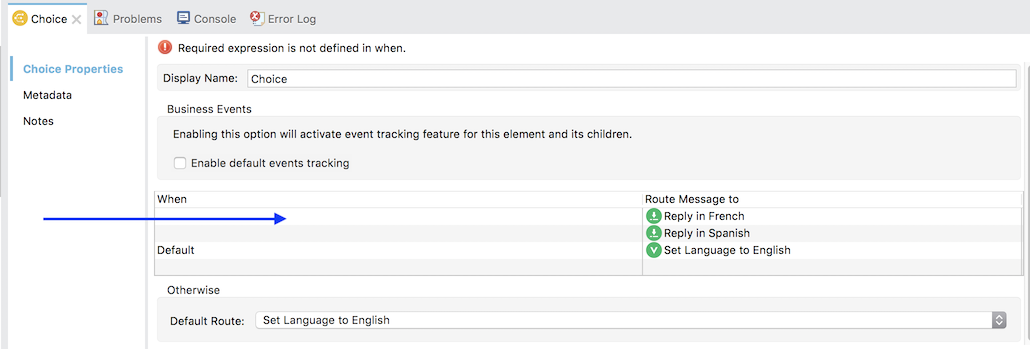 Choice Problems Console Error Log
Required expression is not defined in when.
Choice Properties
Display Name: Choice
Metadata
Business Events
Notes
Enabling this option will activate event tracking feature for this element and its children.
Enable default events tracking
When Route Message to
Reply in French
Reply in Spanish
Default Set Language to English
Otherwise
Default Route: Set Language to English